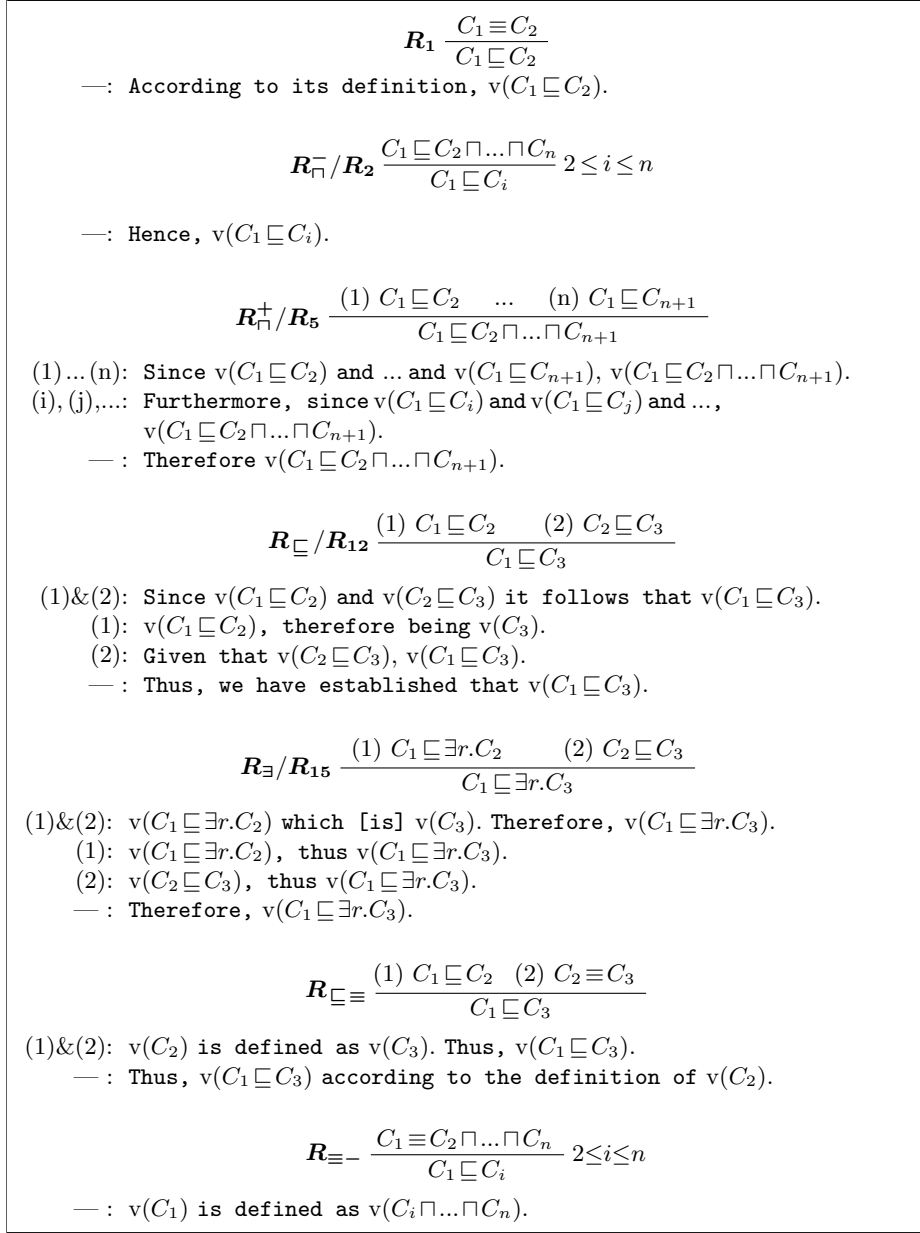 R₁ C₁ ≡ C₂
C₁ ⊑ C₂
—: According to its definition, v(C₁ ⊑ C₂).
R⊓⁻/R₂ C₁ ⊑ C₂ ⊓ ... ⊓ Cₙ 2 ≤ i ≤ n
C₁ ⊑ Cᵢ
—: Hence, v(C₁ ⊑ Cᵢ).
R⊓⁺/R₅ (1) C₁ ⊑ C₂ ... (n) C₁ ⊑ Cₙ₊₁
C₁ ⊑ C₂ ⊓ ... ⊓ Cₙ₊₁
(1) ... (n): Since v(C₁ ⊑ C₂) and ... and v(C₁ ⊑ Cₙ₊₁), v(C₁ ⊑ C₂ ⊓ ... ⊓ Cₙ₊₁).
(i), (j),...: Furthermore, since v(C₁ ⊑ Cᵢ) and v(C₁ ⊑ Cⱼ) and ...,
v(C₁ ⊑ C₂ ⊓ ... ⊓ Cₙ₊₁).
— : Therefore v(C₁ ⊑ C₂ ⊓ ... ⊓ Cₙ₊₁).
R⊑/R₁₂ (1) C₁ ⊑ C₂ (2) C₂ ⊑ C₃
C₁ ⊑ C₃
(1)&(2): Since v(C₁ ⊑ C₂) and v(C₂ ⊑ C₃) it follows that v(C₁ ⊑ C₃).
(1): v(C₁ ⊑ C₂), therefore being v(C₃).
(2): Given that v(C₂ ⊑ C₃), v(C₁ ⊑ C₃).
— : Thus, we have established that v(C₁ ⊑ C₃).
R∃/R₁₅ (1) C₁ ⊑ ∃r.C₂ (2) C₂ ⊑ C₃
C₁ ⊑ ∃r.C₃
(1)&(2): v(C₁ ⊑ ∃r.C₂) which [is] v(C₃). Therefore, v(C₁ ⊑ ∃r.C₃).
(1): v(C₁ ⊑ ∃r.C₂), thus v(C₁ ⊑ ∃r.C₃).
(2): v(C₂ ⊑ C₃), thus v(C₁ ⊑ ∃r.C₃).
— : Therefore, v(C₁ ⊑ ∃r.C₃).
R⊑≡ (1) C₁ ⊑ C₂ (2) C₂ ≡ C₃
C₁ ⊑ C₃
(1)&(2): v(C₂) is defined as v(C₃). Thus, v(C₁ ⊑ C₃).
— : Thus, v(C₁ ⊑ C₃) according to the definition of v(C₂).
R≡− C₁ ≡ C₂ ⊓ ... ⊓ Cₙ 2≤i≤n
C₁ ⊑ Cᵢ
— : v(C₁) is defined as v(Cᵢ ⊓ ... ⊓ Cₙ).